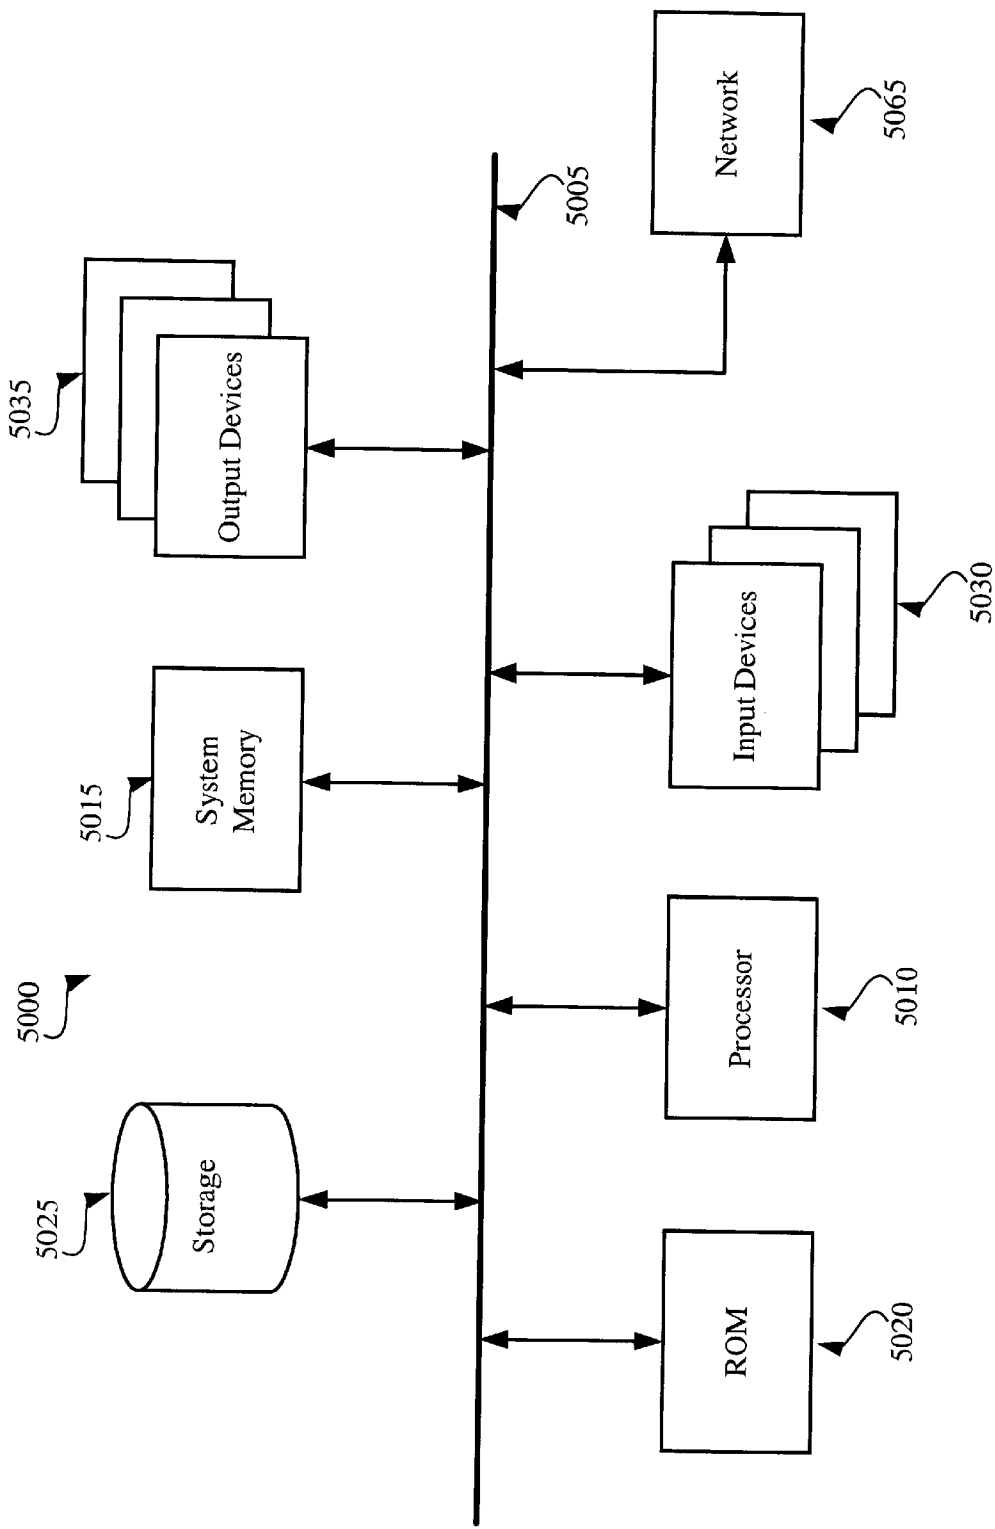 5000
5025
5015
5035
Storage
System
Memory
Output Devices
5005
ROM
Processor
Input Devices
Network
5020
5010
5030
5065